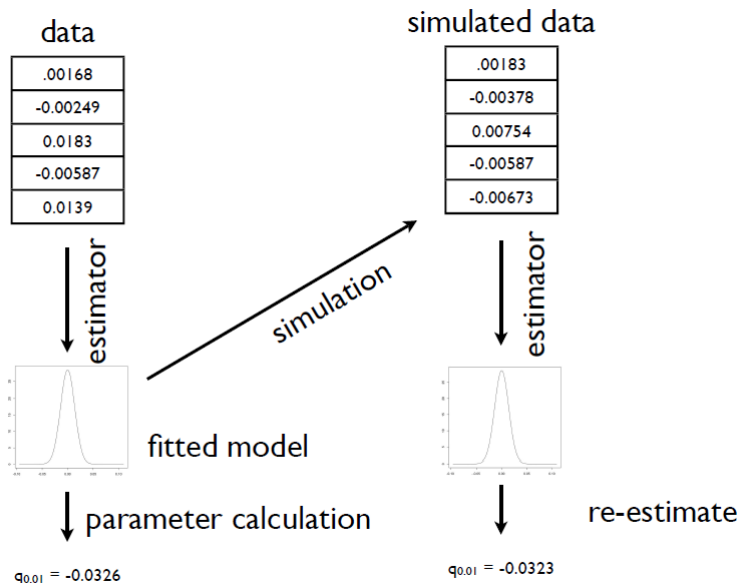 data
.00168
-0.00249
0.0183
-0.00587
0.0139
estimator
fitted model
parameter calculation
q0.01 = -0.0326
simulation
simulated data
.00183
-0.00378
0.00754
-0.00587
-0.00673
estimator
re-estimate
q0.01 = -0.0323